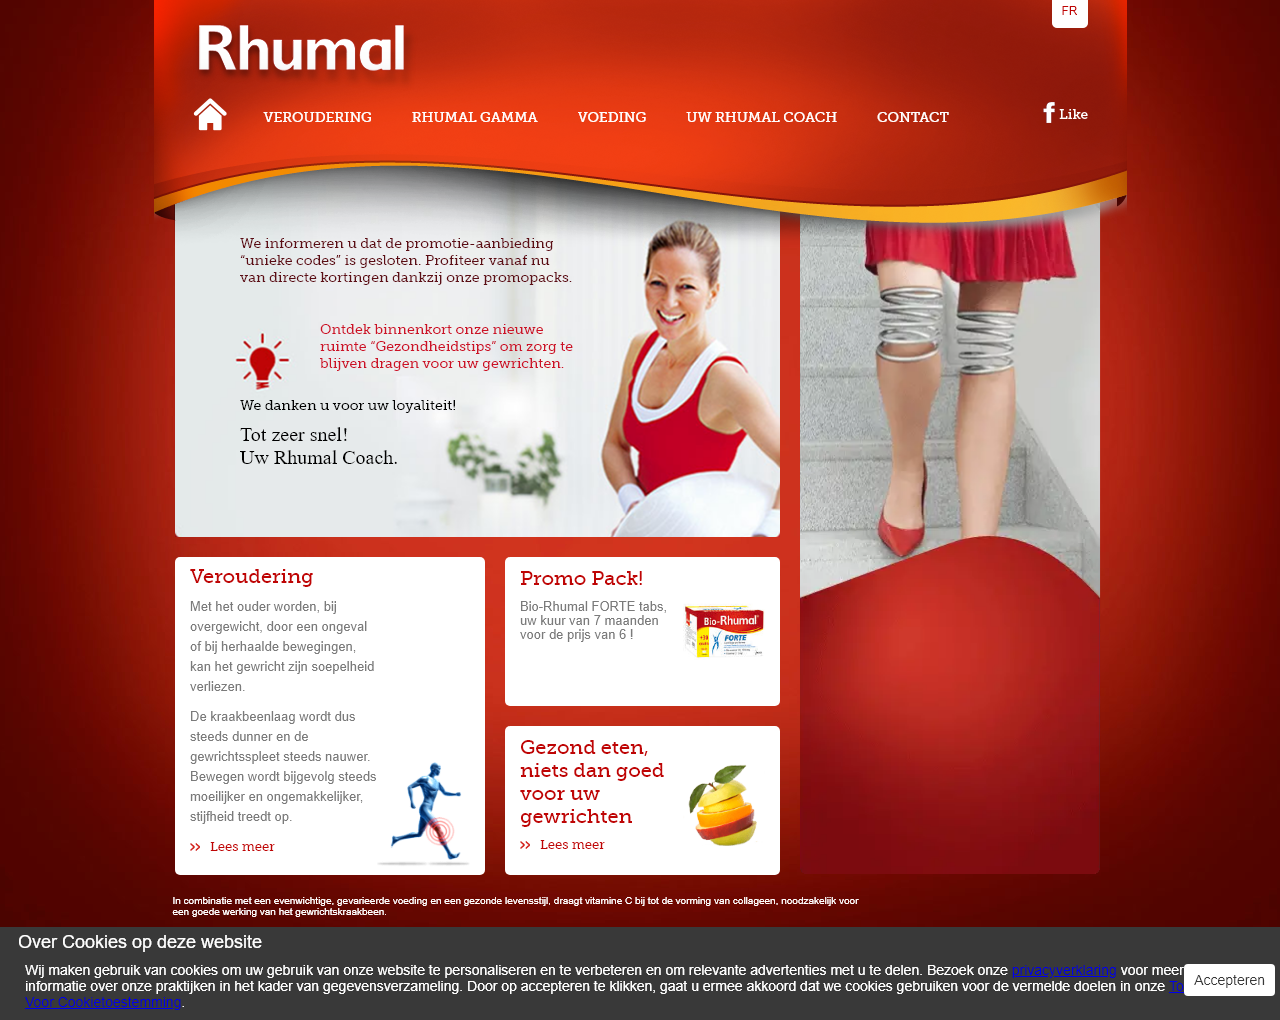 FR
Rhumal
VEROUDERING RHUMAL GAMMA VOEDING UW RHUMAL COACH CONTACT
Like
We informeren u dat de promotie-aanbieding
“unieke codes” is gesloten. Profiteer vanaf nu
van directe kortingen dankzij onze promopacks.
Ontdek binnenkort onze nieuwe
ruimte “Gezondheidstips” om zorg te
blijven dragen voor uw gewrichten.
We danken u voor uw loyaliteit!
Tot zeer snel!
Uw Rhumal Coach.
Veroudering
Met het ouder worden, bij
overgewicht, door een ongeval
of bij herhaalde bewegingen,
kan het gewricht zijn soepelheid
verliezen.
De kraakbeenlaag wordt dus
steeds dunner en de
gewrichtsspleet steeds nauwer.
Bewegen wordt bijgevolg steeds
moeilijker en ongemakkelijker,
stijfheid treedt op.
Lees meer
Promo Pack!
Bio-Rhumal FORTE tabs,
uw kuur van 7 maanden
voor de prijs van 6 !
Bio-Rhumal
FORTE
Gezond eten,
niets dan goed
voor uw
gewrichten
Lees meer
In combinatie met een evenwichtige, gevarieerde voeding en een gezonde levensstijl, draagt vitamine C bij tot de vorming van collageen, noodzakelijk voor
een goede werking van het gewrichtskraakbeen.
Over Cookies op deze website
Wij maken gebruik van cookies om uw gebruik van onze website te personaliseren en te verbeteren en om relevante advertenties met u te delen. Bezoek onze privacyverklaring voor meer
informatie over onze praktijken in het kader van gegevensverzameling. Door op accepteren te klikken, gaat u ermee akkoord dat we cookies gebruiken voor de vermelde doelen in onze To
Voor Cookietoestemming.
Accepteren